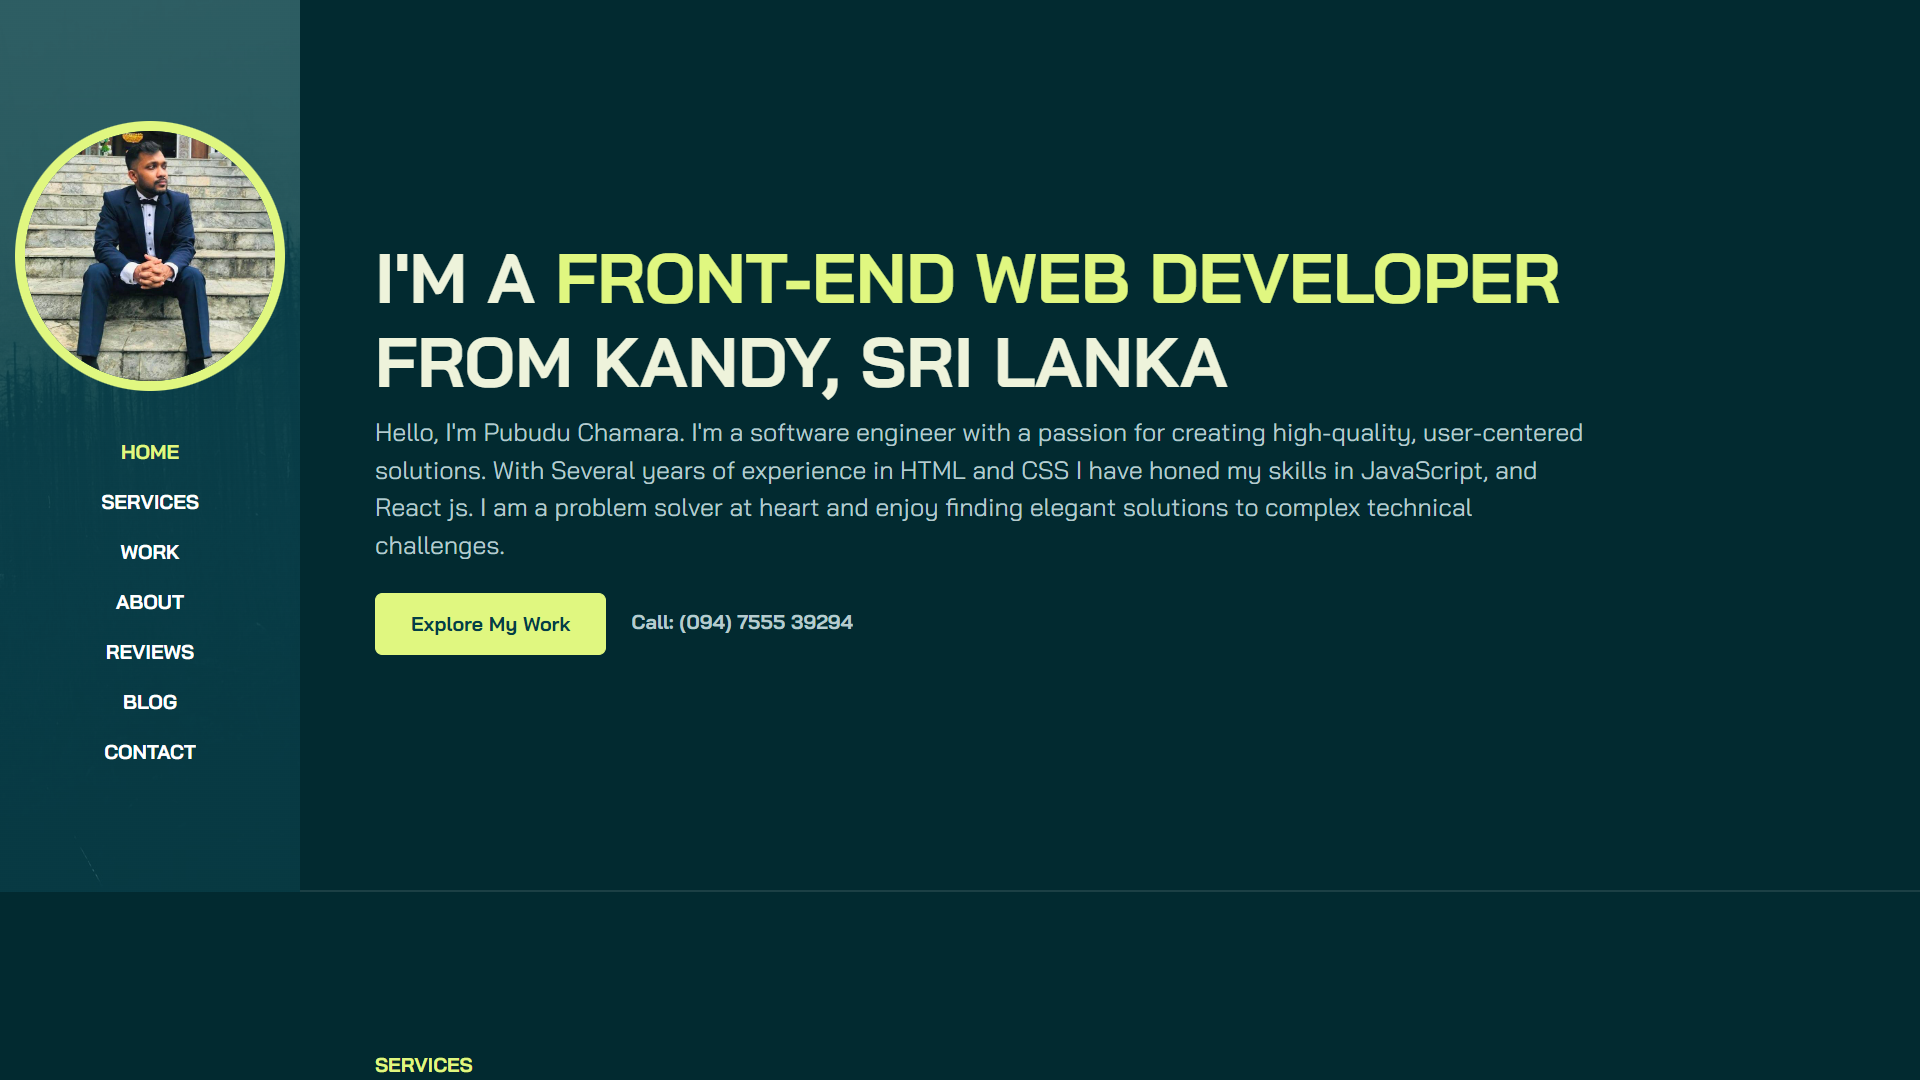 HOME
SERVICES
WORK
ABOUT
REVIEWS
BLOG
CONTACT
I'M A FRONT-END WEB DEVELOPER
FROM KANDY, SRI LANKA
Hello, I'm Pubudu Chamara. I'm a software engineer with a passion for creating high-quality, user-centered
solutions. With Several years of experience in HTML and CSS I have honed my skills in JavaScript, and
React js. I am a problem solver at heart and enjoy finding elegant solutions to complex technical
challenges.
Explore My Work
Call: (094) 7555 39294
SERVICES